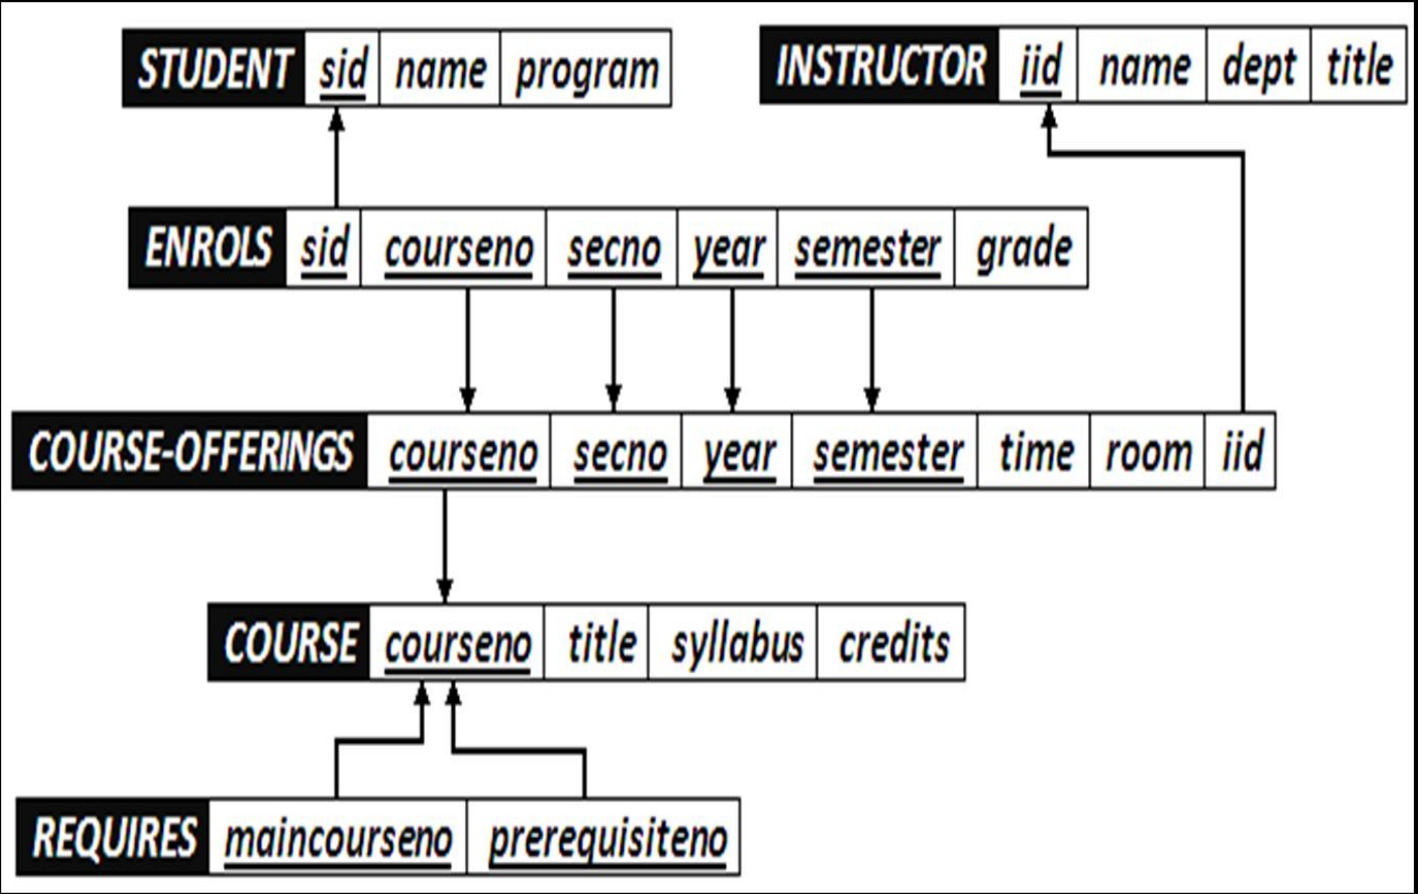 STUDENT sid name program
INSTRUCTOR iid name dept title
ENROLS sid courseno secno year semester grade
COURSE-OFFERINGS courseno secno year semester time room iid
COURSE courseno title syllabus credits
REQUIRES maincourseno prerequisiteno